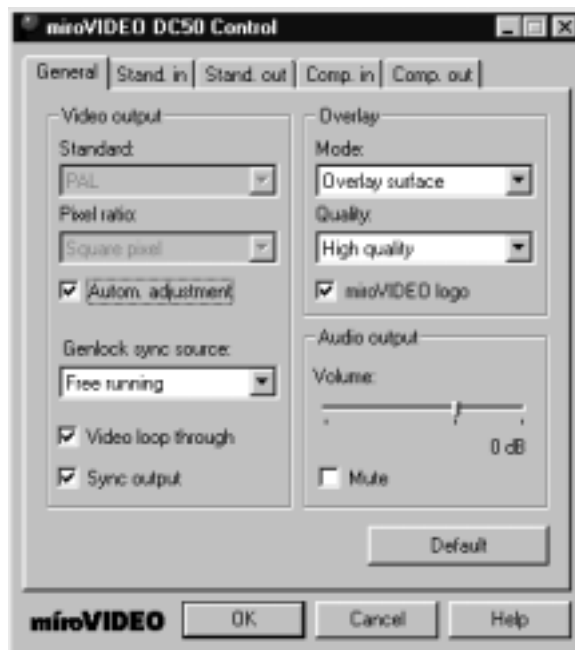 miroVIDEO DC50 Control
General
Stand. in
Stand. out
Comp. in
Comp. out
Video output
Standard:
PAL
Pixel ratio:
Square pixel
Autom. adjustment
Genlock sync source:
Free running
Video loop through
Sync output
Overlay
Mode:
Overlay surface
Quality:
High quality
miroVIDEO logo
Audio output
Volume:
0 dB
Mute
Default
miroVIDEO
OK
Cancel
Help